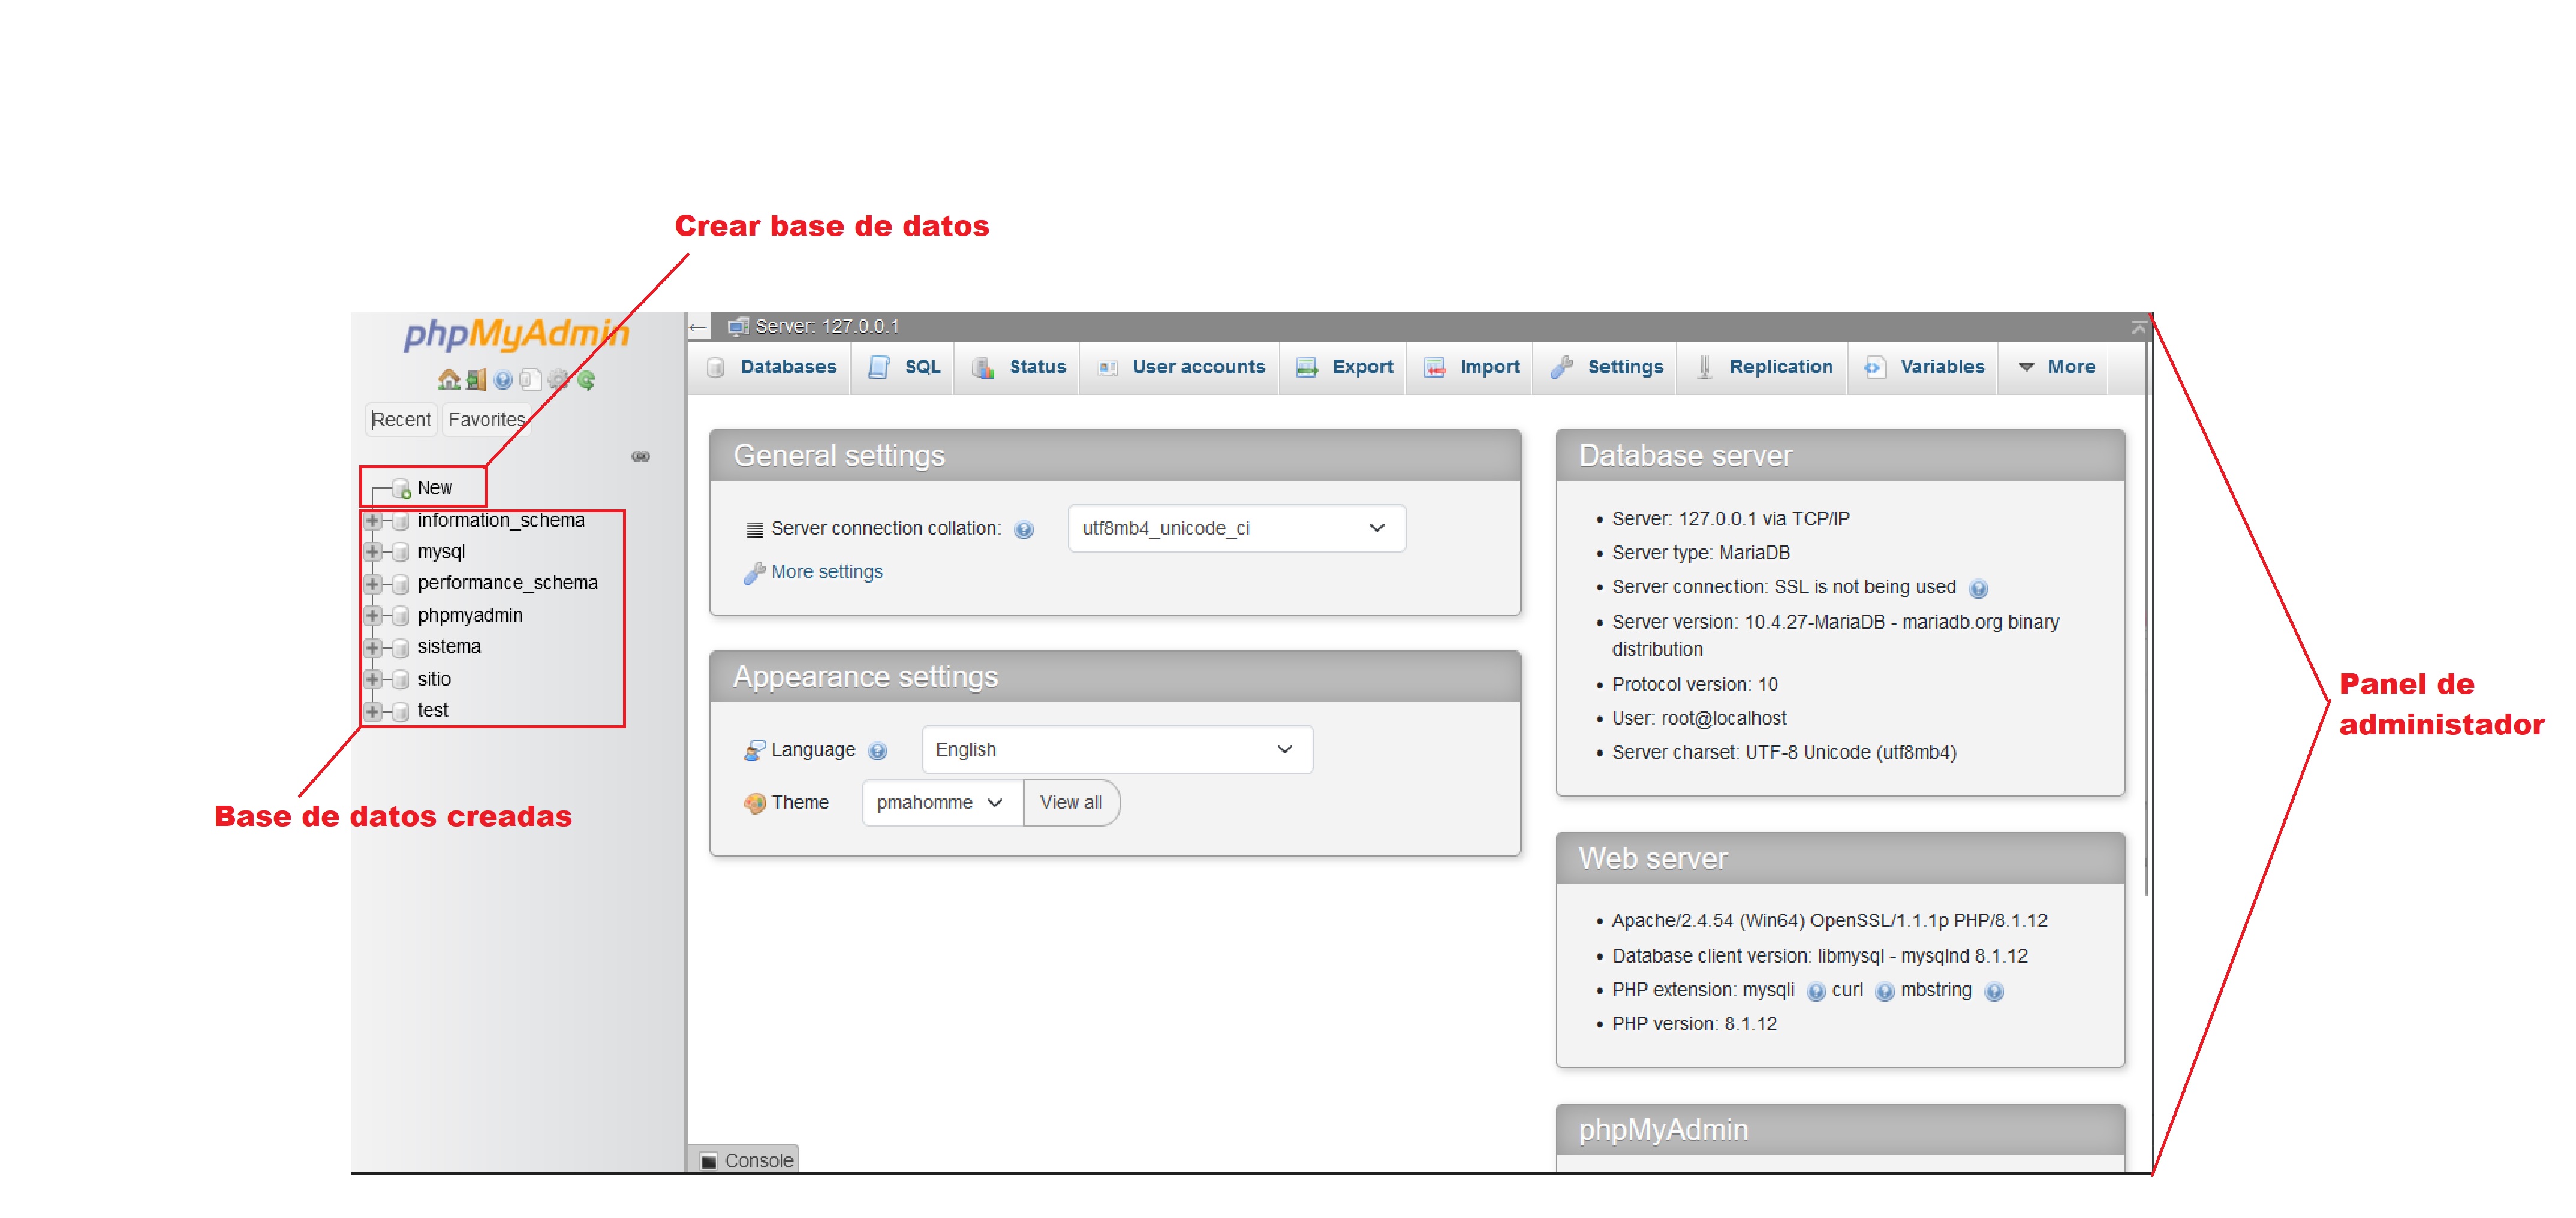 Crear base de datos
phpMyAdmin
Recent Favorites
New
information_schema
mysql
performance_schema
phpmyadmin
sistema
sitio
test
Base de datos creadas
Server: 127.0.0.1
Databases SQL Status User accounts Export Import Settings Replication Variables More
General settings
Server connection collation: utf8mb4_unicode_ci
More settings
Appearance settings
Language English
Theme pmahomme View all
Console
Database server
Server: 127.0.0.1 via TCP/IP
Server type: MariaDB
Server connection: SSL is not being used
Server version: 10.4.27-MariaDB - mariadb.org binary
distribution
Protocol version: 10
User: root@localhost
Server charset: UTF-8 Unicode (utf8mb4)
Web server
Apache/2.4.54 (Win64) OpenSSL/1.1.1p PHP/8.1.12
Database client version: libmysql - mysqlnd 8.1.12
PHP extension: mysqli curl mbstring
PHP version: 8.1.12
phpMyAdmin
Panel de
administador